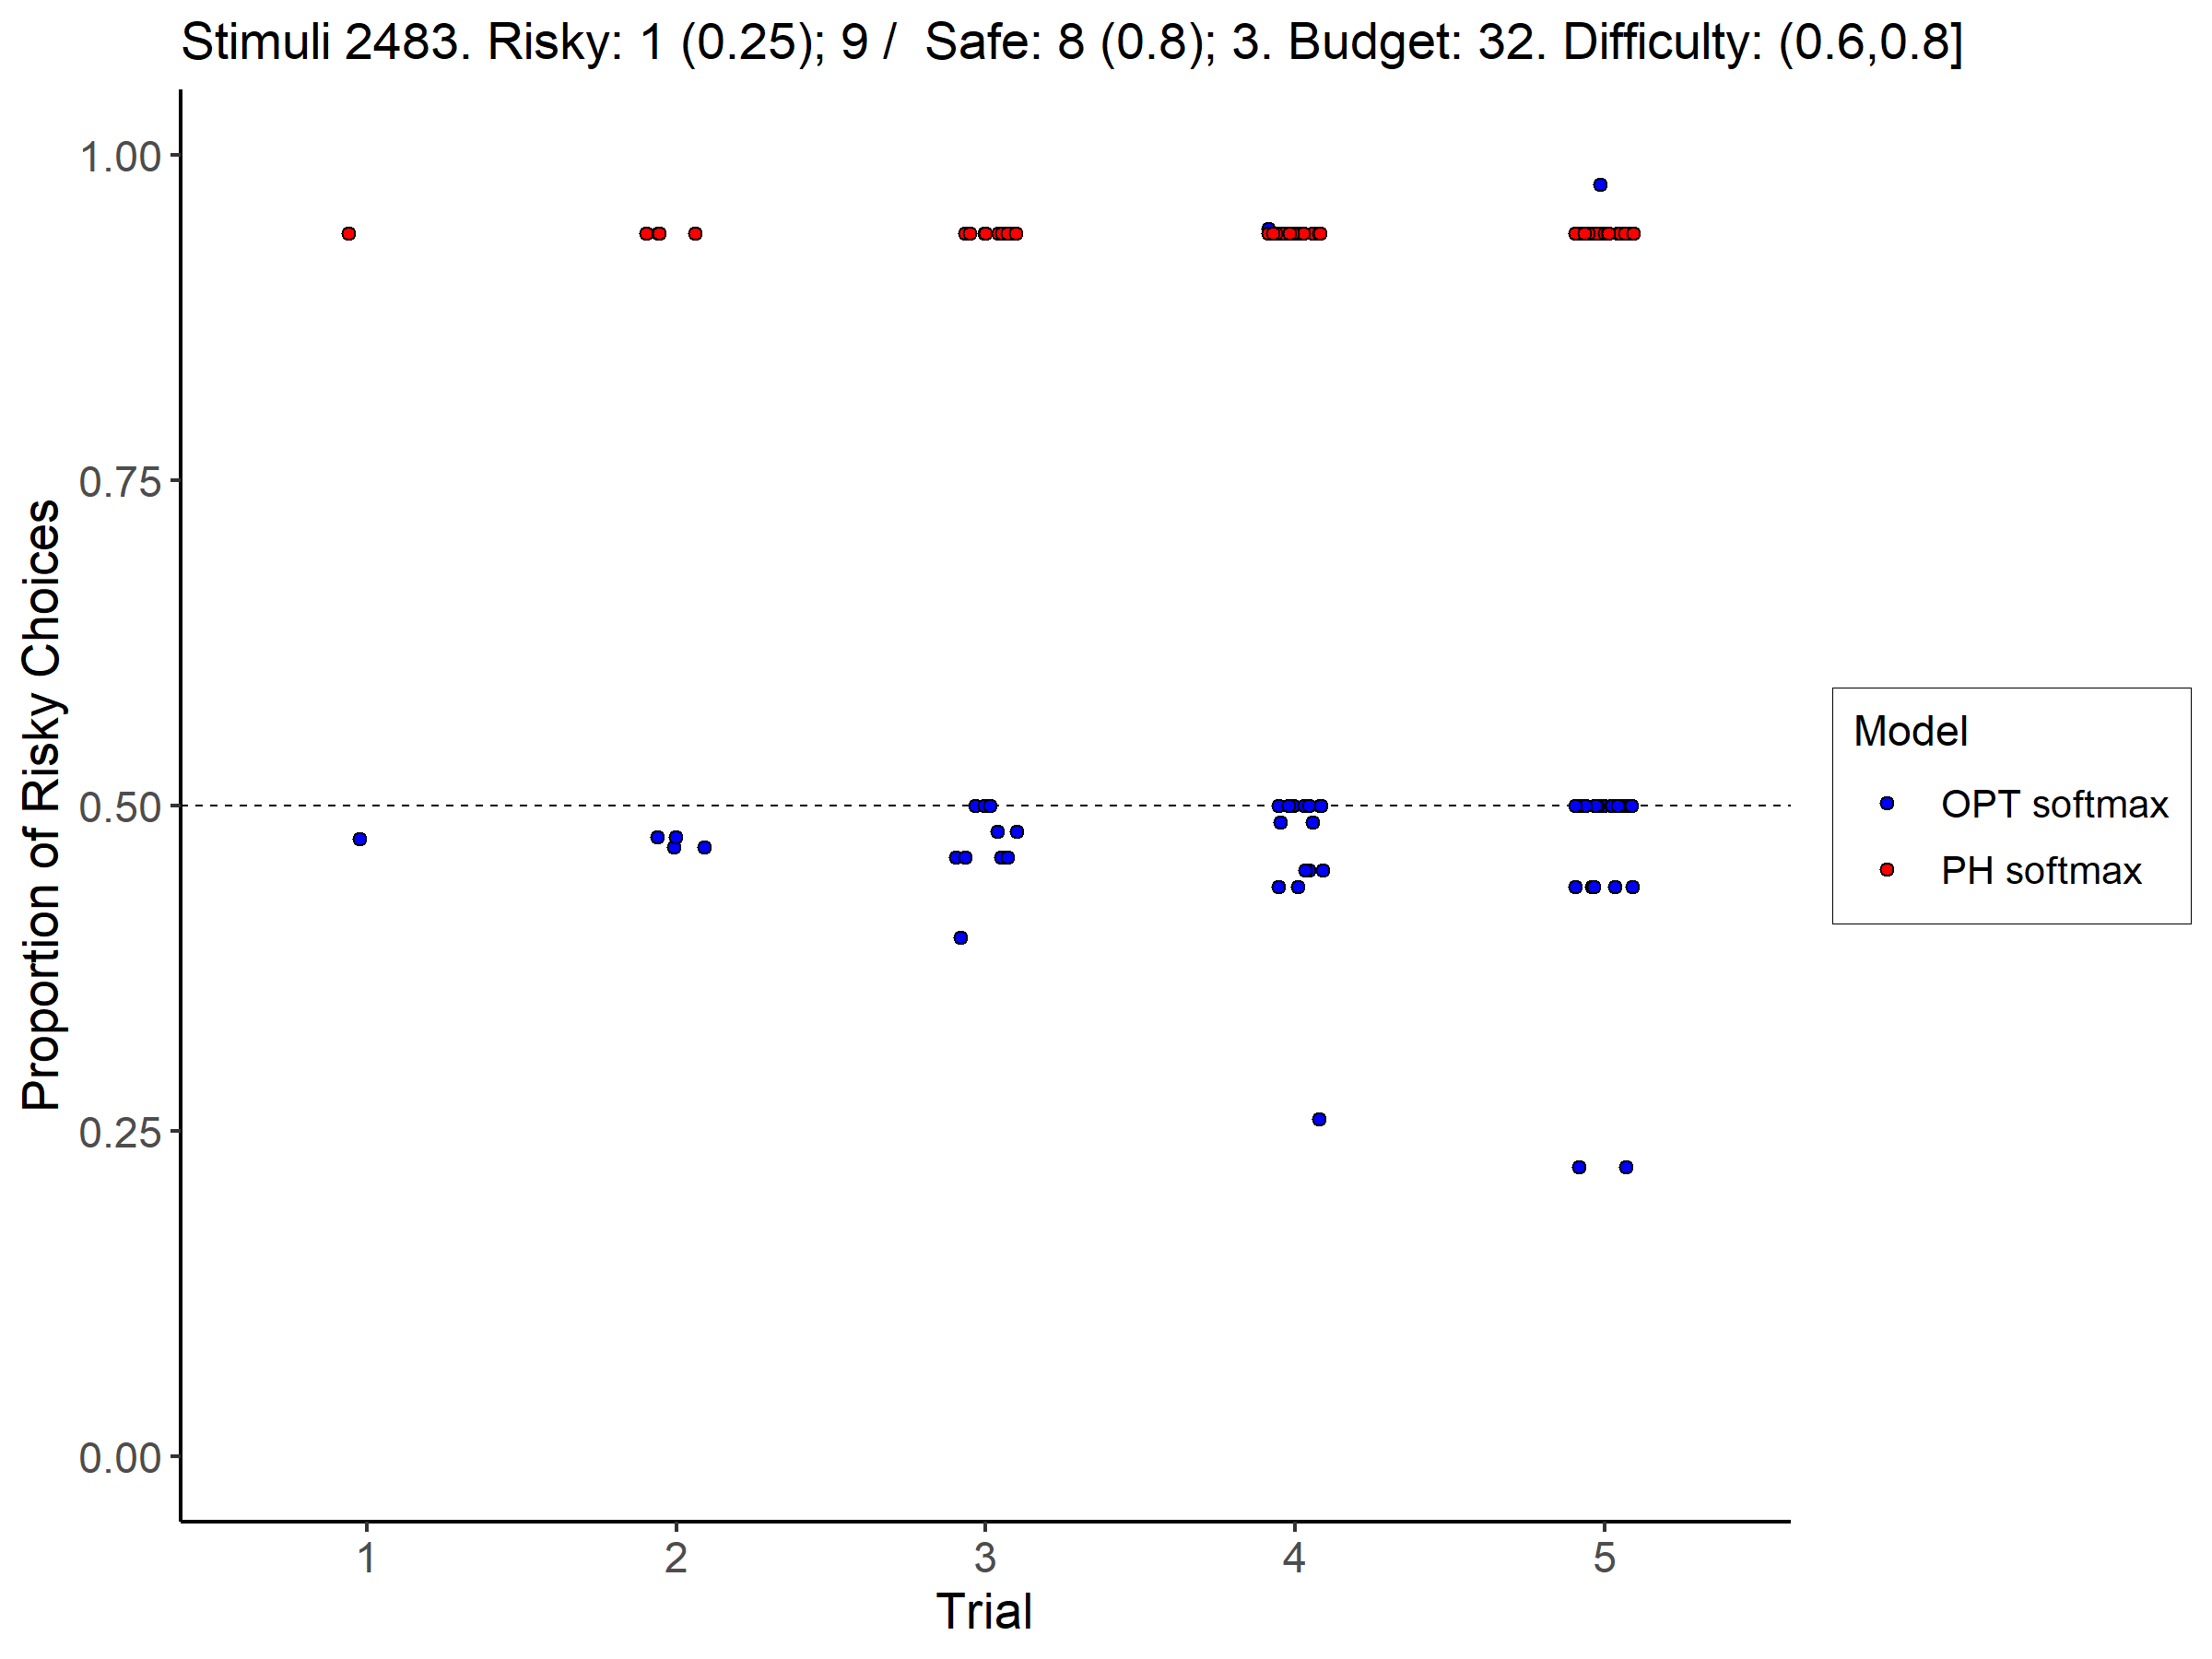 Stimuli 2483. Risky: 1 (0.25); 9 /  Safe: 8 (0.8); 3. Budget: 32. Difficulty: (0.6,0.8]
Proportion of Risky Choices
1.00
0.75
0.50
0.25
0.00
1 2 3 4 5
Trial
Model
OPT softmax
PH softmax